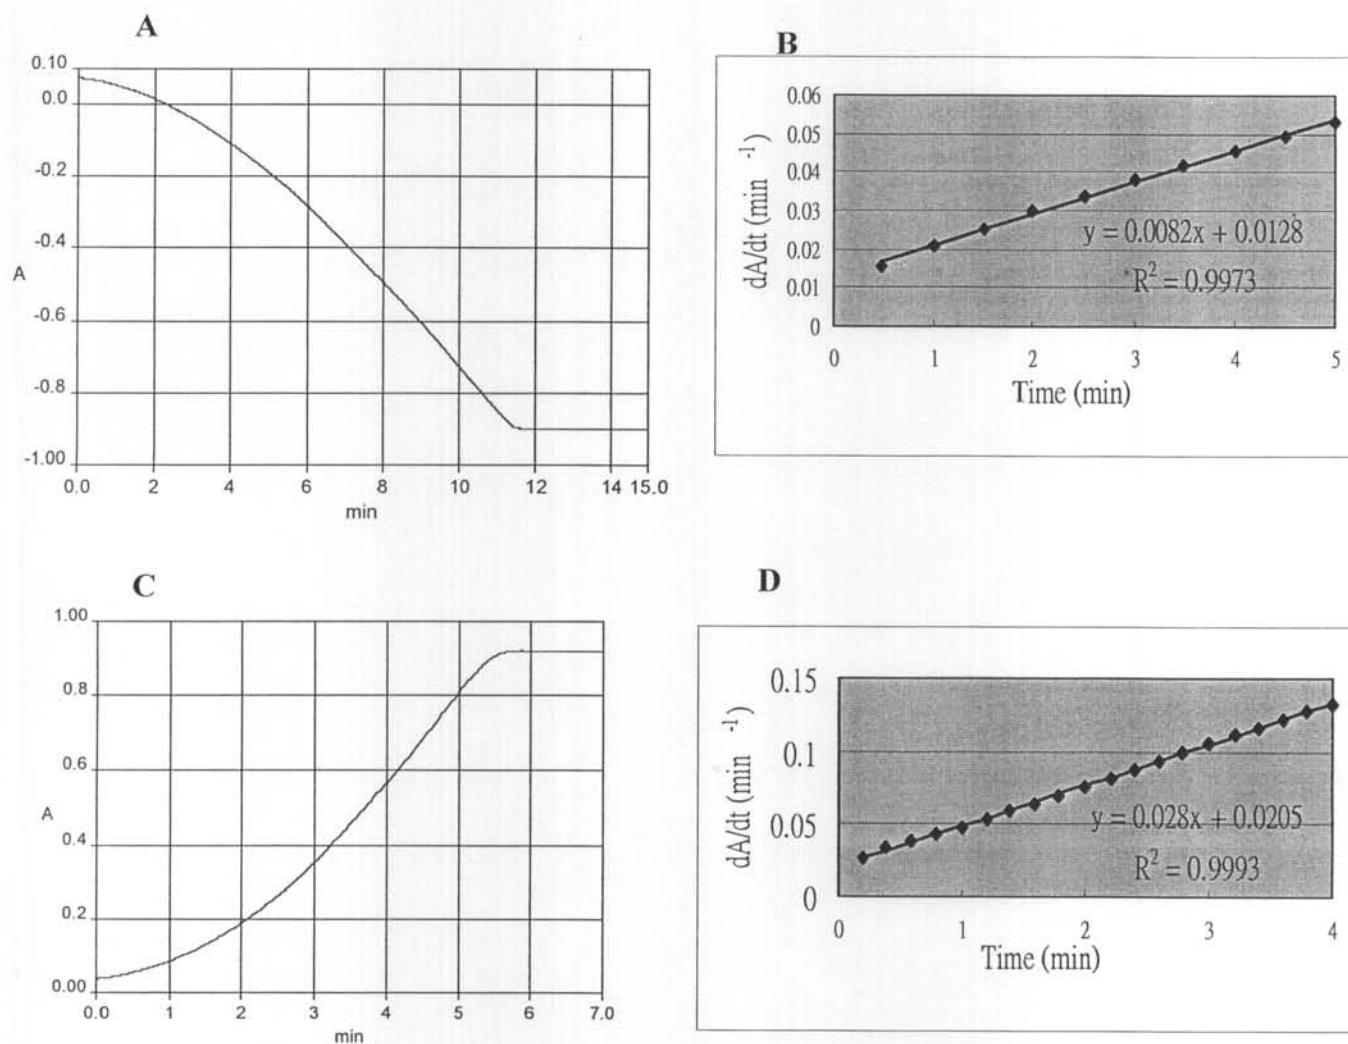 A
0.10
0.0
-0.2
-0.4
A
-0.6
-0.8
-1.00
0.0 2 4 6 8 10 12 14 15.0
min
B
0.06
0.05
0.04
0.03
0.02
0.01
0
dA/dt (min -1)
y = 0.0082x + 0.0128
R2 = 0.9973
0 1 2 3 4 5
Time (min)
C
1.00
0.8
0.6
A
0.4
0.2
0.00
0.0 1 2 3 4 5 6 7.0
min
D
0.15
0.1
0.05
0
dA/dt (min -1)
y = 0.028x + 0.0205
R2 = 0.9993
0 1 2 3 4
Time (min)